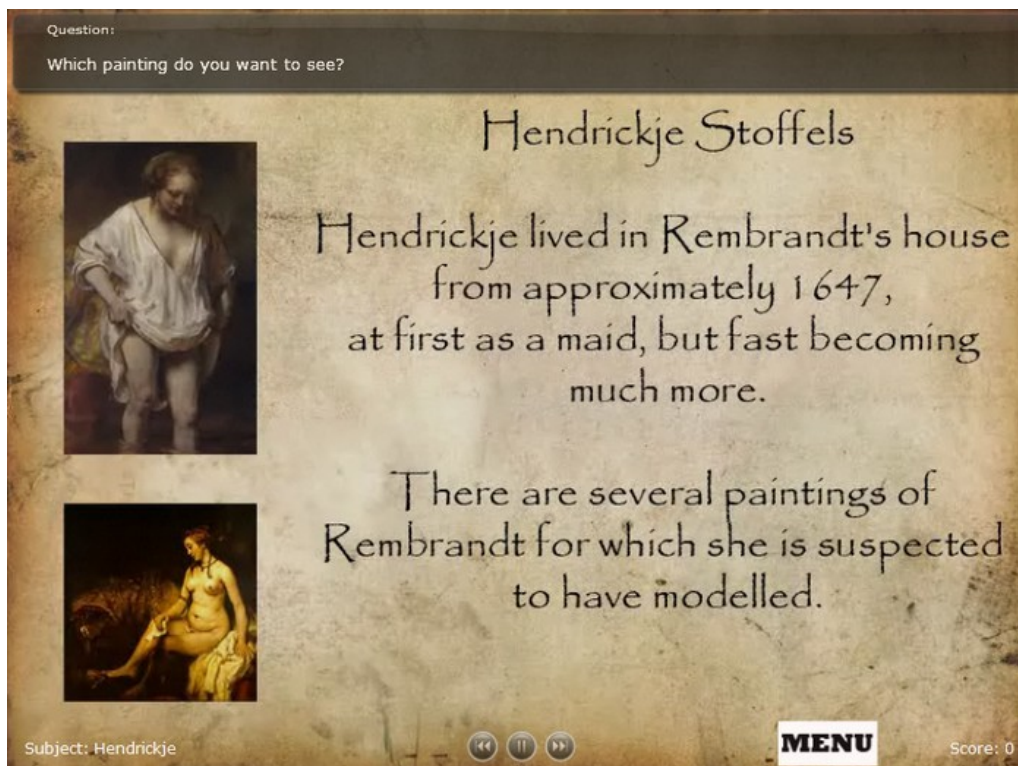 Question:
Which painting do you want to see?
Hendrickje Stoffels
Hendrickje lived in Rembrandt's house
from approximately 1647,
at first as a maid, but fast becoming
much more.
There are several paintings of
Rembrandt for which she is suspected
to have modelled.
Subject: Hendrickje
MENU
Score: 0